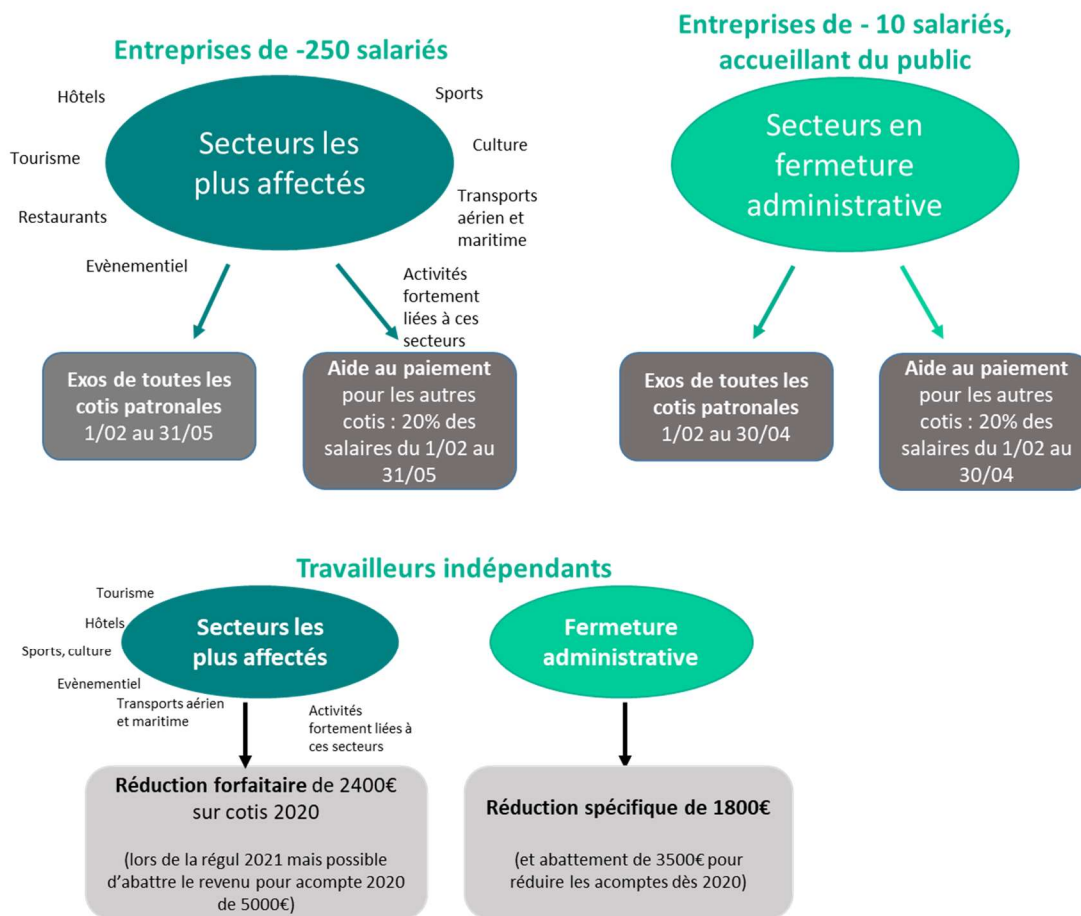 Entreprises de -250 salariés
Hôtels
Sports
Tourisme
Culture
Restaurants
Transports
aérien et
maritime
Evènementiel
Activités
fortement
liées à ces
secteurs
Secteurs les
plus affectés
Exos de toutes les
cotis patronales
1/02 au 31/05
Aide au paiement
pour les autres
cotis : 20% des
salaires du 1/02 au
31/05
Entreprises de - 10 salariés,
accueillant du public
Secteurs en
fermeture
administrative
Exos de toutes les
cotis patronales
1/02 au 30/04
Aide au paiement
pour les autres
cotis : 20% des
salaires du 1/02 au
30/04
Travailleurs indépendants
Tourisme
Hôtels
Sports, culture
Evènementiel
Transports aérien
et maritime
Activités
fortement liées à
ces secteurs
Secteurs les
plus affectés
Réduction forfaitaire de 2400€
sur cotis 2020
(lors de la régul 2021 mais possible
d'abattre le revenu pour acompte 2020
de 5000€)
Fermeture
administrative
Réduction spécifique de 1800€
(et abattement de 3500€ pour
réduire les acomptes dès 2020)